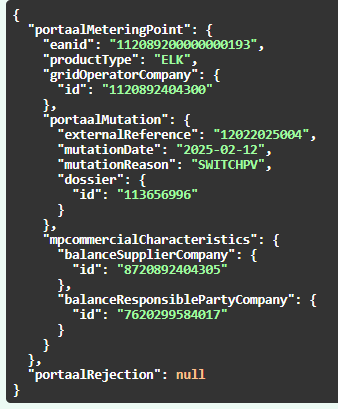 {
  "portaalMeteringPoint": {
    "eanid": "112089200000000193",
    "productType": "ELK",
    "gridOperatorCompany": {
      "id": "1120892404300"
    },
    "portaalMutation": {
      "externalReference": "12022025004",
      "mutationDate": "2025-02-12",
      "mutationReason": "SWITCHPV",
      "dossier": {
        "id": "113656996"
      }
    },
    "mpcommercialCharacteristics": {
      "balanceSupplierCompany": {
        "id": "8720892404305"
      },
      "balanceResponsiblePartyCompany": {
        "id": "7620299584017"
      }
    }
  },
  "portaalRejection": null
}